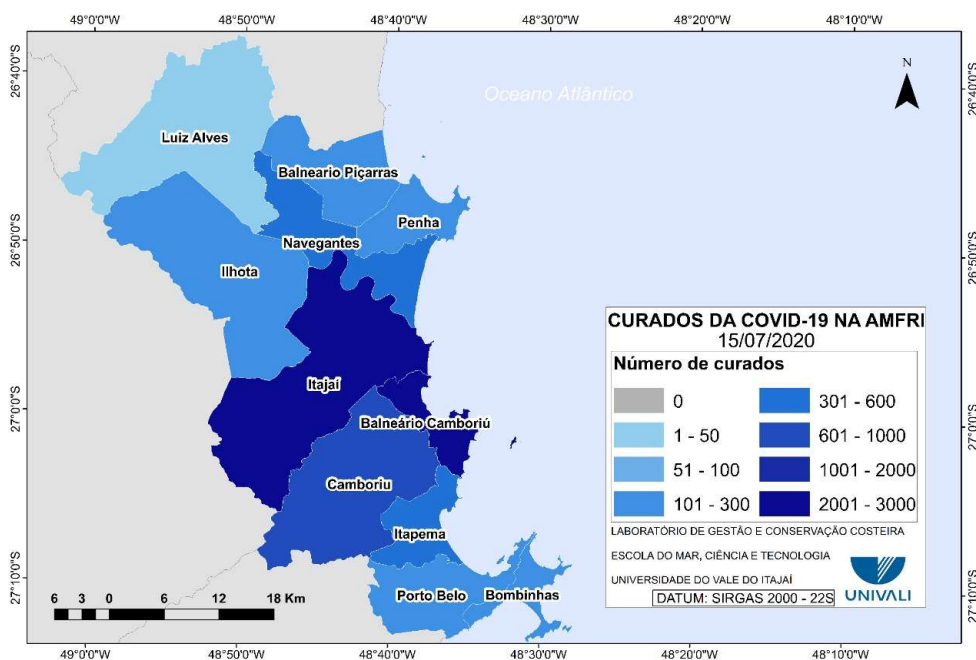 49°0'0"W 48°50'0"W 48°40'0"W 48°30'0"W 48°20'0"W 48°10'0"W
26°40'0"S
26°40'0"S
N
Oceano Atlântico
Luiz Alves
Balneario Piçarras
Penha
Navegantes
26°50'0"S
26°50'0"S
Ilhota
Itajaí
27°0'0"S
27°0'0"S
Balneário Camboriú
Camboriu
Itapema
Porto Belo
Bombinhas
27°10'0"S
27°10'0"S
6 3 0 6 12 18 Km
CURADOS DA COVID-19 NA AMFRI
15/07/2020
Número de curados
0
1 - 50
51 - 100
101 - 300
301 - 600
601 - 1000
1001 - 2000
2001 - 3000
LABORATÓRIO DE GESTÃO E CONSERVAÇÃO COSTEIRA
ESCOLA DO MAR, CIÊNCIA E TECNOLOGIA
UNIVERSIDADE DO VALE DO ITAJAÍ
UNIVALI
DATUM: SIRGAS 2000 - 22S
49°0'0"W 48°50'0"W 48°40'0"W 48°30'0"W 48°20'0"W 48°10'0"W